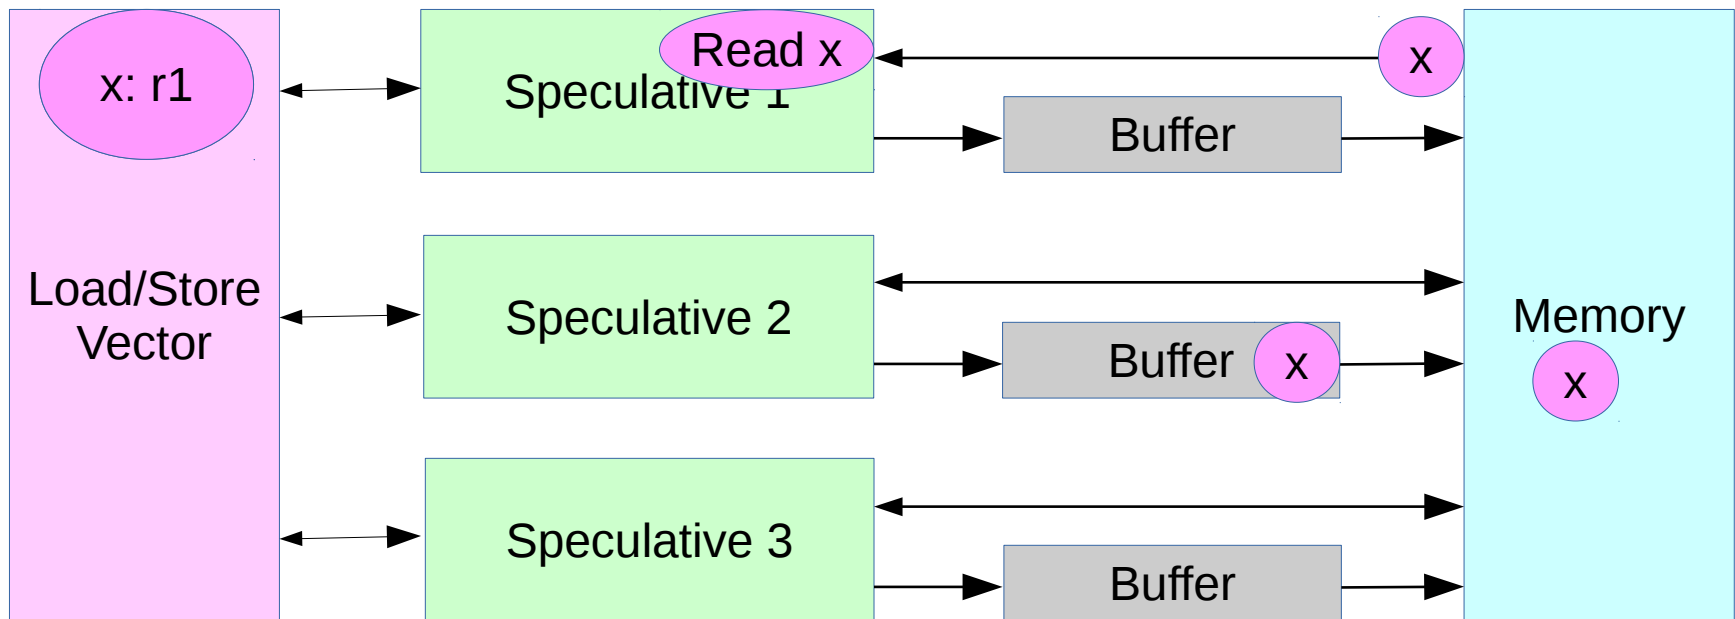 x: r1
Read x
x
Speculative 1
Buffer
Load/Store
Vector
Speculative 2
Buffer
x
Memory
x
Speculative 3
Buffer